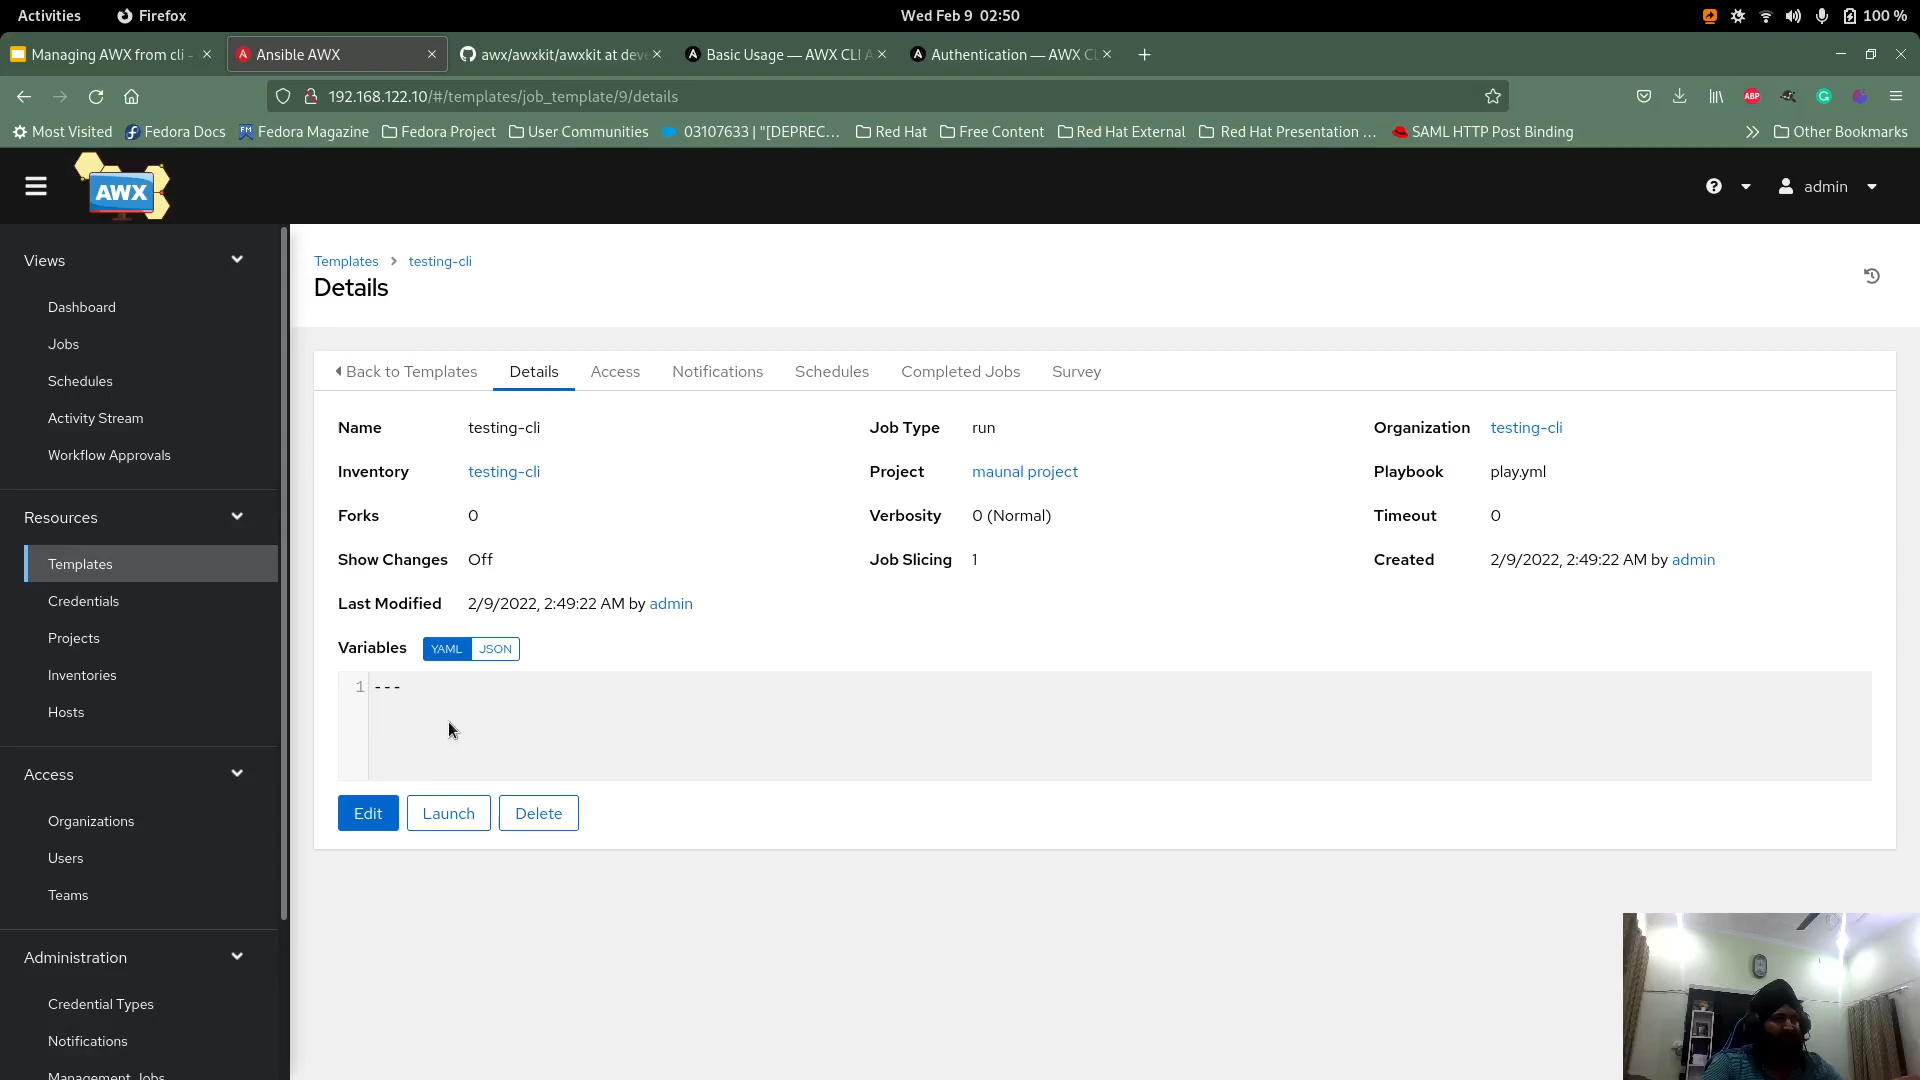 Activities Firefox Wed Feb 9 02:50 100 %
Managing AWX from cli - Ansible AWX awx/awxkit/awxkit at deve Basic Usage — AWX CLI A Authentication — AWX CL
192.168.122.10/#/templates/job_template/9/details ABP
Most Visited Fedora Docs Fedora Magazine Fedora Project User Communities 03107633 | "[DEPREC... Red Hat Free Content Red Hat External Red Hat Presentation ... SAML HTTP Post Binding Other Bookmarks
AWX admin
Views
Dashboard
Jobs
Schedules
Activity Stream
Workflow Approvals
Resources
Templates
Credentials
Projects
Inventories
Hosts
Access
Organizations
Users
Teams
Administration
Credential Types
Notifications
Management Jobs
Templates testing-cli
Details
Back to Templates Details Access Notifications Schedules Completed Jobs Survey
Name testing-cli Job Type run Organization testing-cli
Inventory testing-cli Project maunal project Playbook play.yml
Forks 0 Verbosity 0 (Normal) Timeout 0
Show Changes Off Job Slicing 1 Created 2/9/2022, 2:49:22 AM by admin
Last Modified 2/9/2022, 2:49:22 AM by admin
Variables YAML JSON
1 ---
Edit Launch Delete